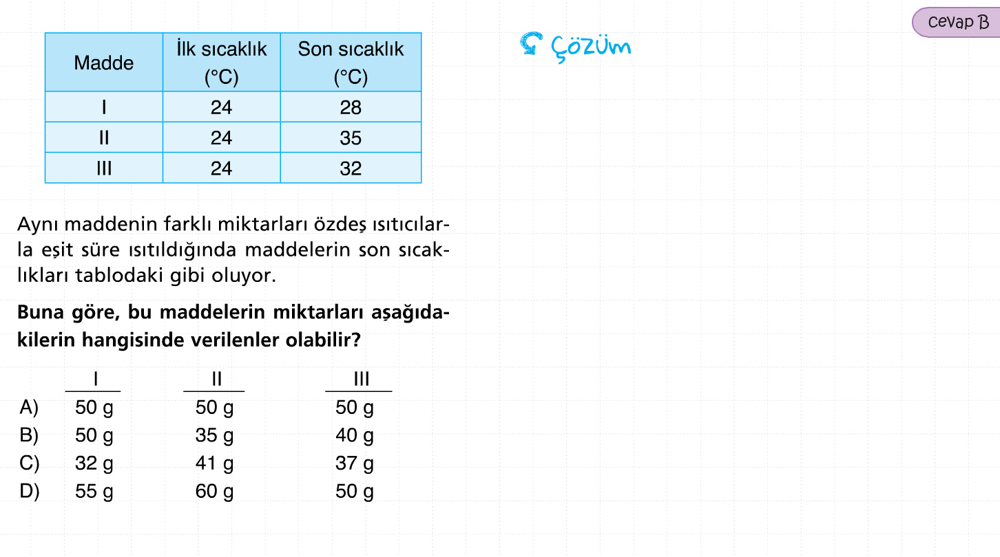 Cevap B
Madde İlk sıcaklık (°C) Son sıcaklık (°C)
I 24 28
II 24 35
III 24 32
Çözüm
Aynı maddenin farklı miktarları özdeş ısıtıcılar-
la eşit süre ısıtıldığında maddelerin son sıcak-
lıkları tablodaki gibi oluyor.
Buna göre, bu maddelerin miktarları aşağıda-
kilerin hangisinde verilenler olabilir?
I II III
A) 50 g 50 g 50 g
B) 50 g 35 g 40 g
C) 32 g 41 g 37 g
D) 55 g 60 g 50 g